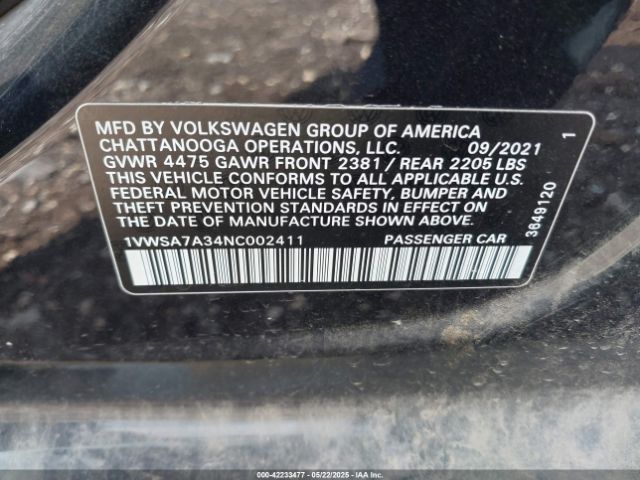 MFD BY VOLKSWAGEN GROUP OF AMERICA
CHATTANOOGA OPERATIONS, LLC. 09/2021 1
GVWR 4475 GAWR FRONT 2381 / REAR 2205 LBS
THIS VEHICLE CONFORMS TO ALL APPLICABLE
FEDERAL MOTOR VEHICLE SAFETY, BUMPER AND
THEFT PREVENTION STANDARDS IN EFFECT ON
THE DATE OF MANUFACTURE SHOWN ABOVE
1VWSA7A34NC002411 PASSENGER CAR
3649120
000-42233477 - 05/22/2025 - IAAI Inc.